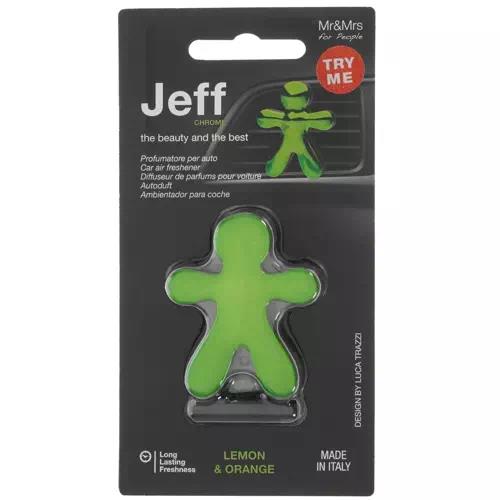 Mr&Mrs
for People
TRY
ME
Jeff
CHROME
the beauty and the best
Profumatore per auto
Car air freshener
Diffuseur de parfums pour voiture
Autoduft
Ambientador para coche
DESIGN BY LUCA TRAZZI
Long
Lasting
Freshness
LEMON
& ORANGE
MADE
IN ITALY